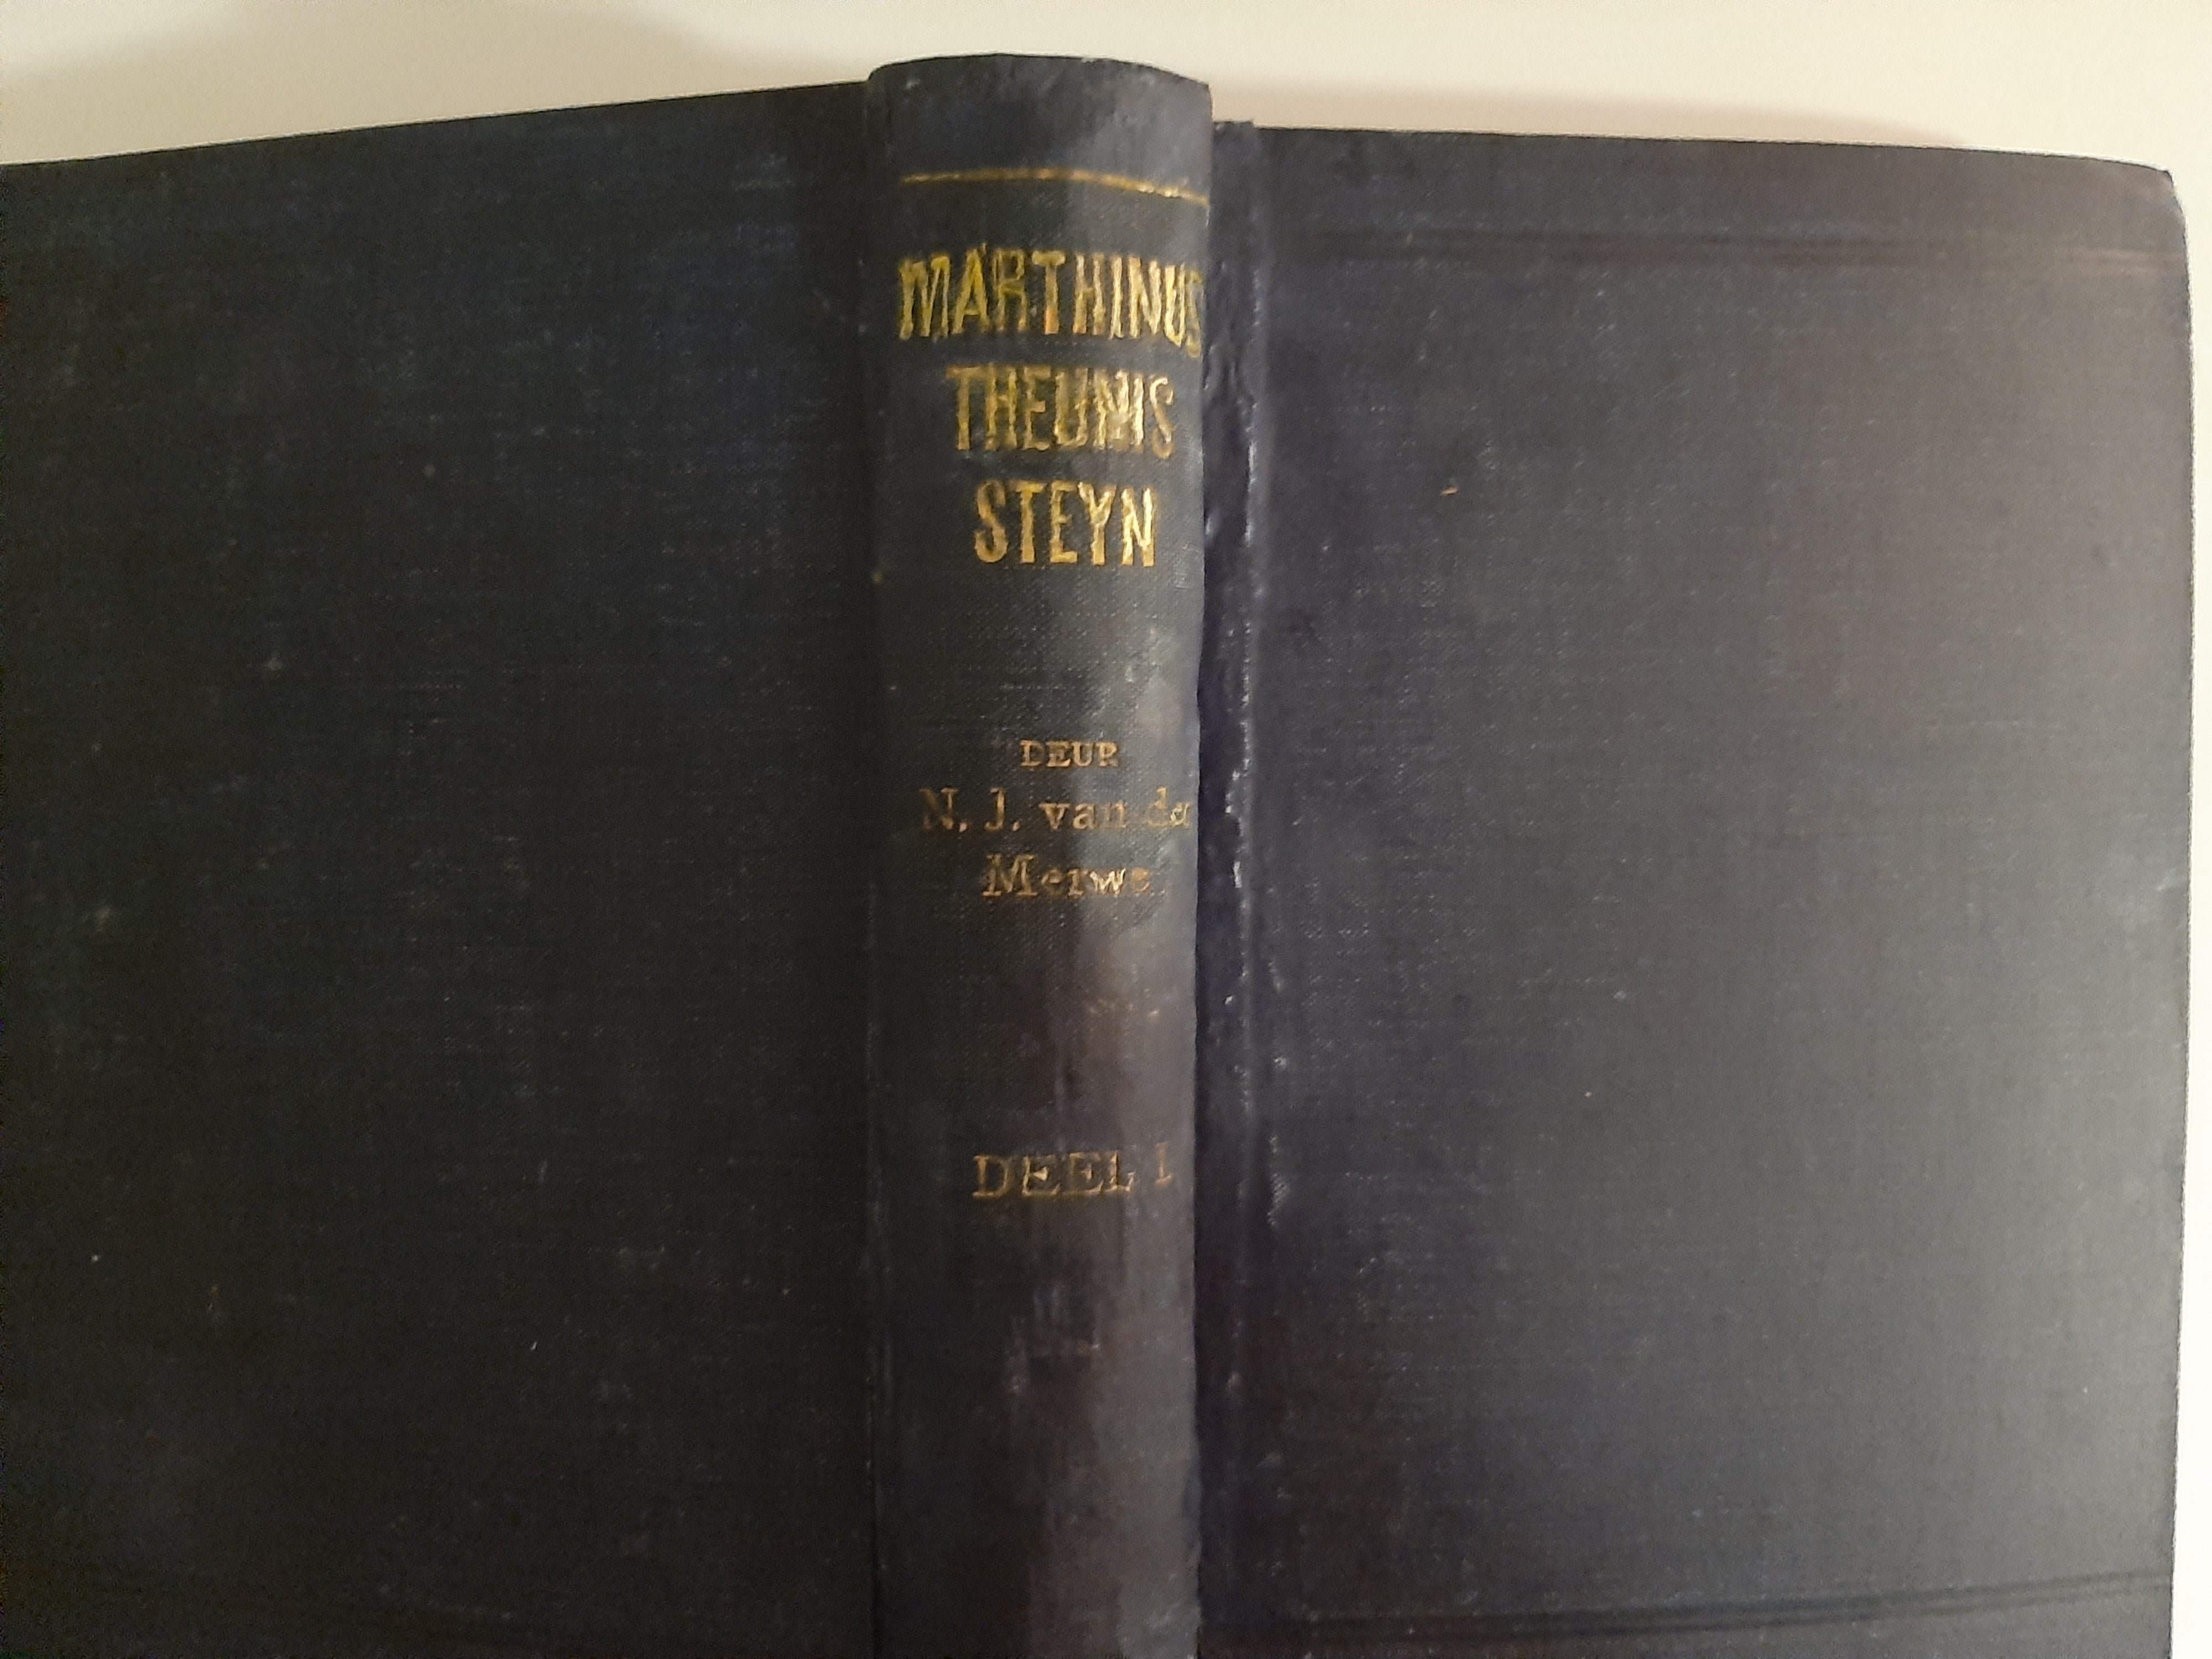 MARTHINUS
THEUNIS
STEYN
DEUR
N. J. van der
Merwe
DEEL I